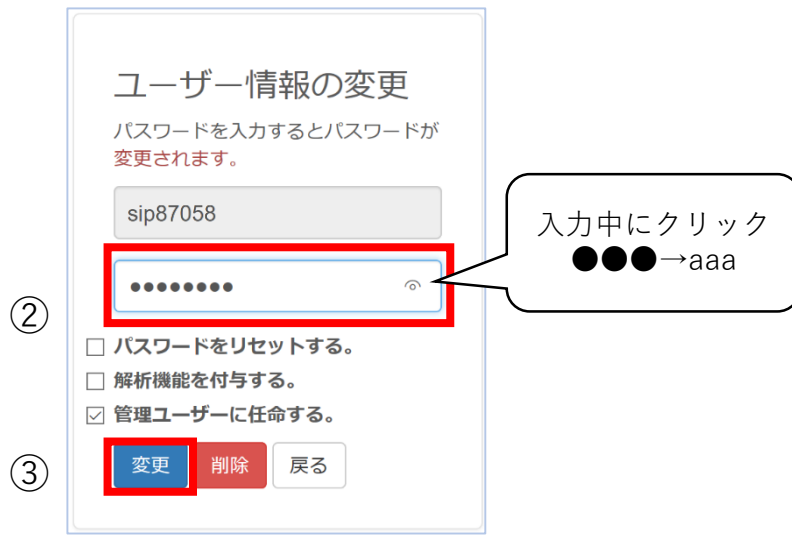 ユーザー情報の変更
パスワードを入力するとパスワードが
変更されます。
sip87058
●●●●●●●●
入力中にクリック
●●●→aaa
②
パスワードをリセットする。
解析機能を付与する。
管理ユーザーに任命する。
③
変更 削除 戻る